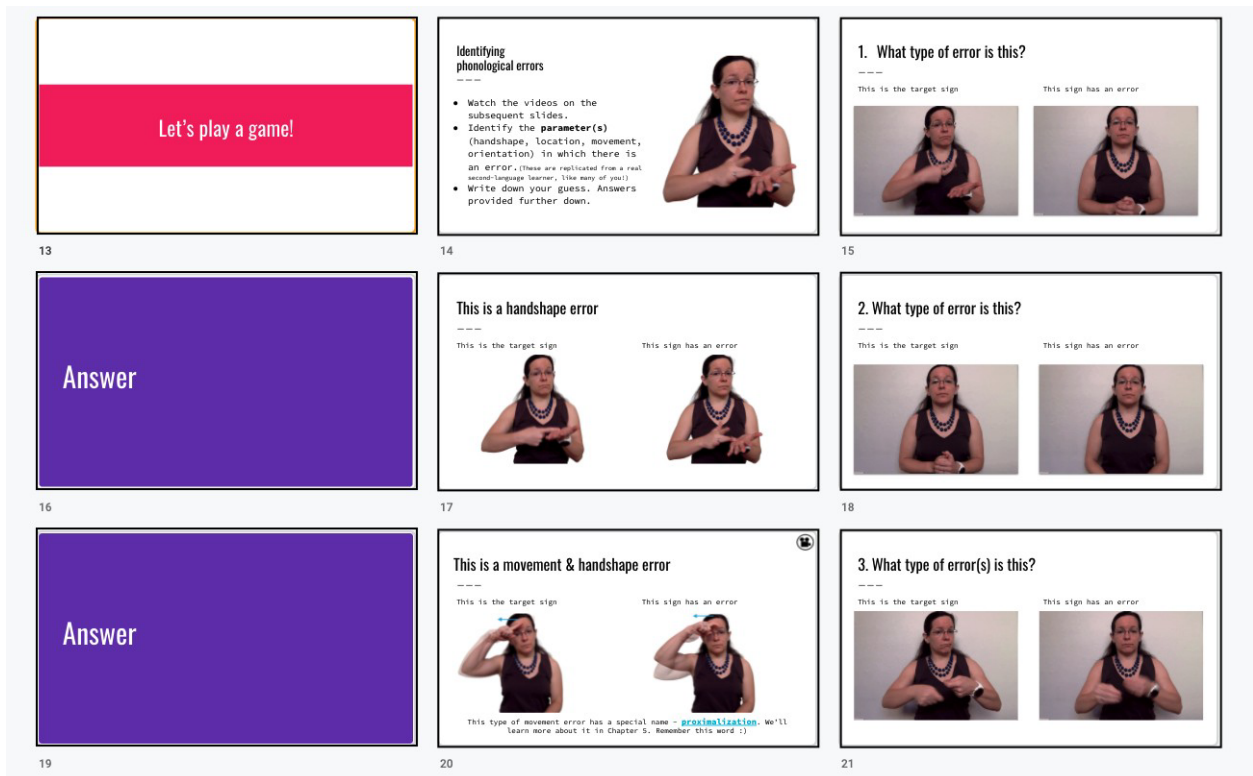 Let's play a game!
13
Identifying
phonological errors
———
● Watch the videos on the
subsequent slides.
● Identify the parameter(s)
(handshape, location, movement,
orientation) in which there is
an error.(These are replicated from a real
second-language learner, like many of you!)
● Write down your guess. Answers
provided further down.
14
1. What type of error is this?
———
This is the target sign
This sign has an error
15
Answer
16
This is a handshape error
———
This is the target sign
This sign has an error
17
2. What type of error is this?
———
This is the target sign
This sign has an error
18
Answer
19
This is a movement & handshape error
———
This is the target sign
This sign has an error
This type of movement error has a special name – proximalization. We'll
learn more about it in Chapter 5. Remember this word :)
20
3. What type of error(s) is this?
———
This is the target sign
This sign has an error
21